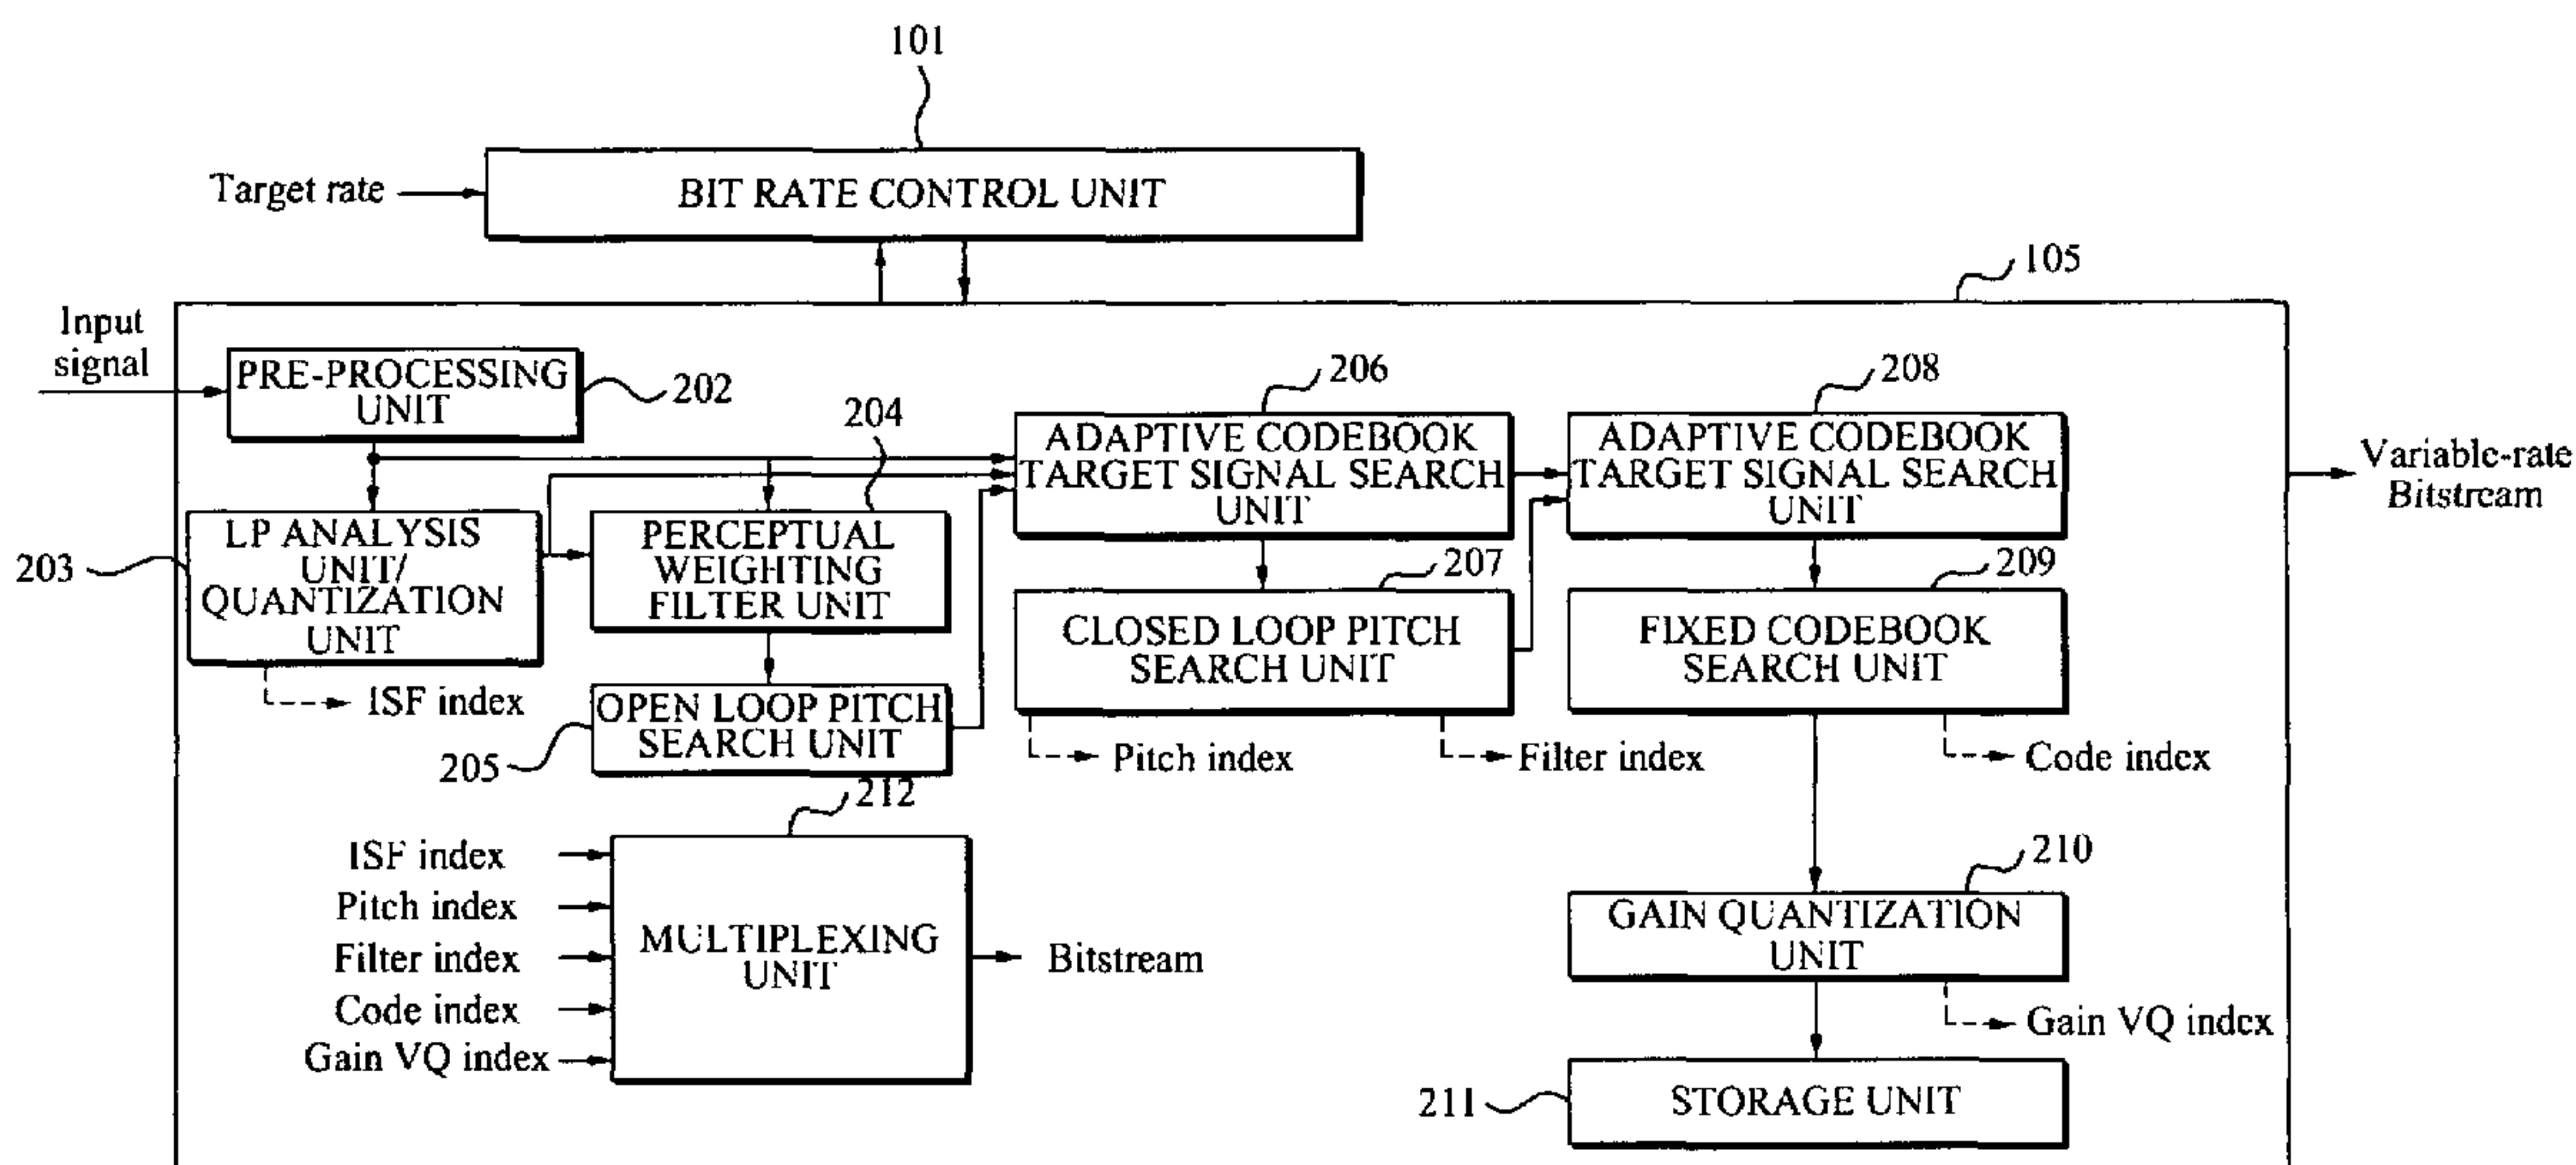 101
Target rate
BIT RATE CONTROL UNIT
105
Input
signal
PRE-PROCESSING
UNIT
202
204
206
208
ADAPTIVE CODEBOOK
TARGET SIGNAL SEARCH
UNIT
ADAPTIVE CODEBOOK
TARGET SIGNAL SEARCH
UNIT
Variable-rate
Bitstream
203
LP ANALYSIS
UNIT/
QUANTIZATION
UNIT
PERCEPTUAL
WEIGHTING
FILTER UNIT
207
209
CLOSED LOOP PITCH
SEARCH UNIT
FIXED CODEBOOK
SEARCH UNIT
ISF index
OPEN LOOP PITCH
SEARCH UNIT
205
Pitch index
Filter index
Code index
212
ISF index
Pitch index
Filter index
Code index
Gain VQ index
MULTIPLEXING
UNIT
Bitstream
210
GAIN QUANTIZATION
UNIT
Gain VQ index
211
STORAGE UNIT